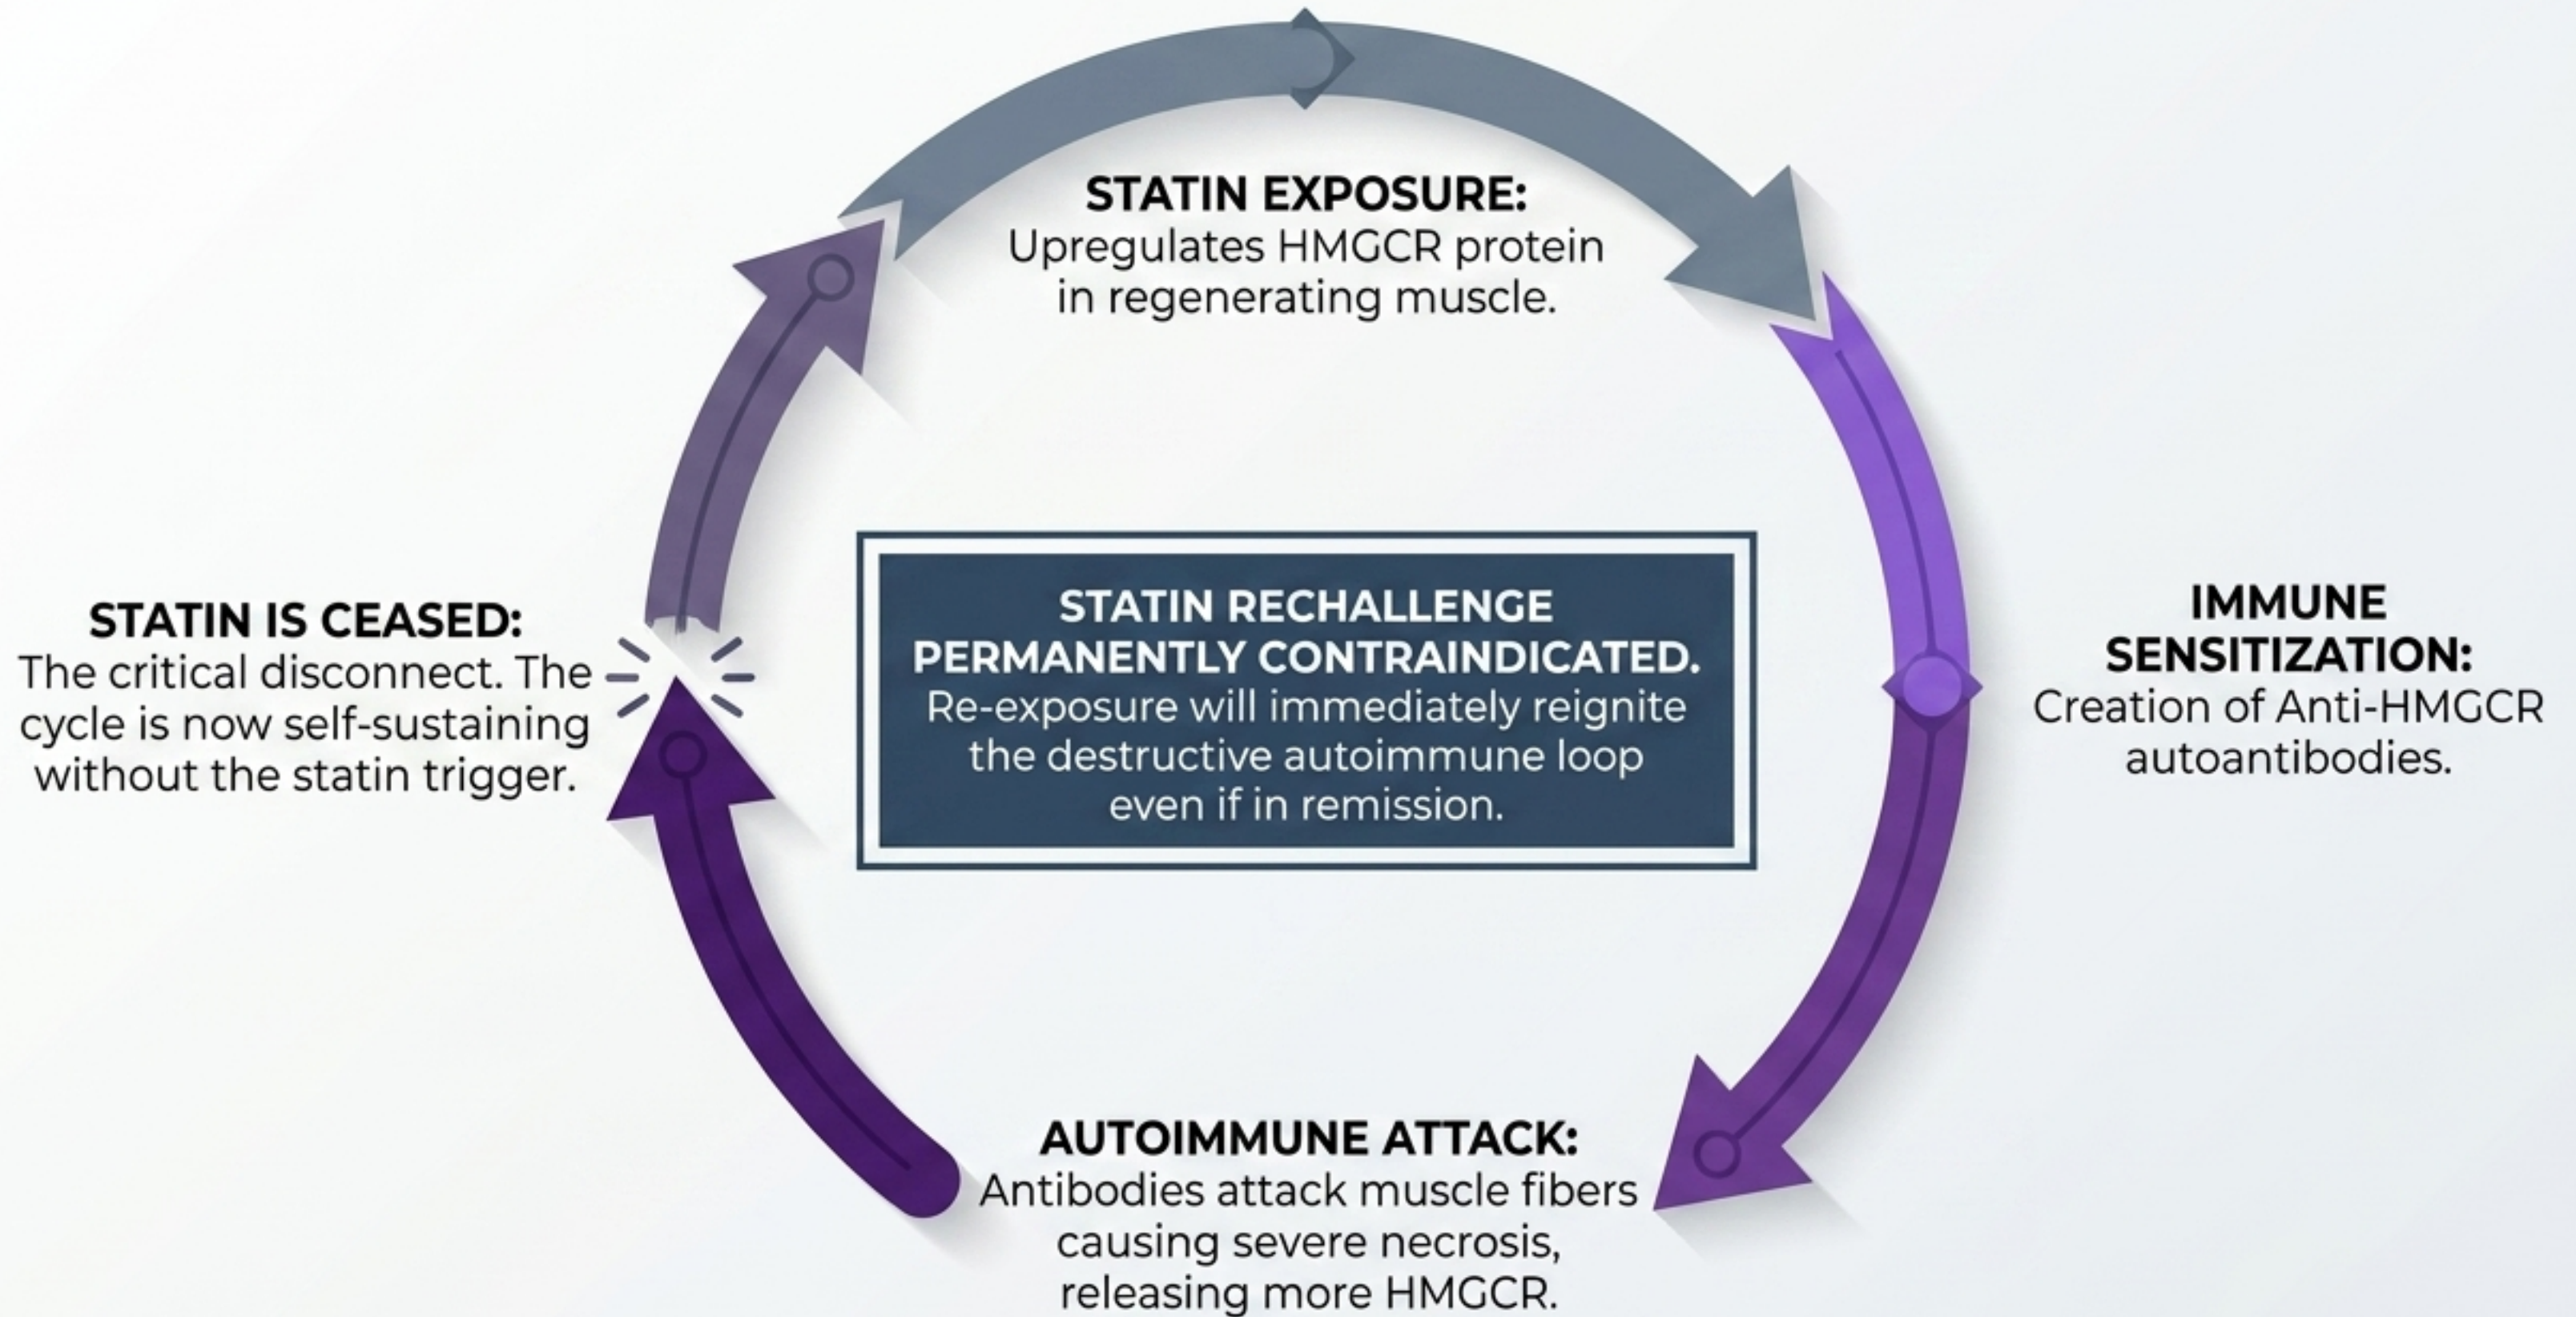 STATIN EXPOSURE:
Upregulates HMGCR protein
in regenerating muscle.
IMMUNE
SENSITIZATION:
Creation of Anti-HMGCR
autoantibodies.
AUTOIMMUNE ATTACK:
Antibodies attack muscle fibers
causing severe necrosis,
releasing more HMGCR.
STATIN IS CEASED:
The critical disconnect. The
cycle is now self-sustaining
without the statin trigger.
STATIN RECHALLENGE
PERMANENTLY CONTRAINDICATED.
Re-exposure will immediately reignite
the destructive autoimmune loop
even if in remission.